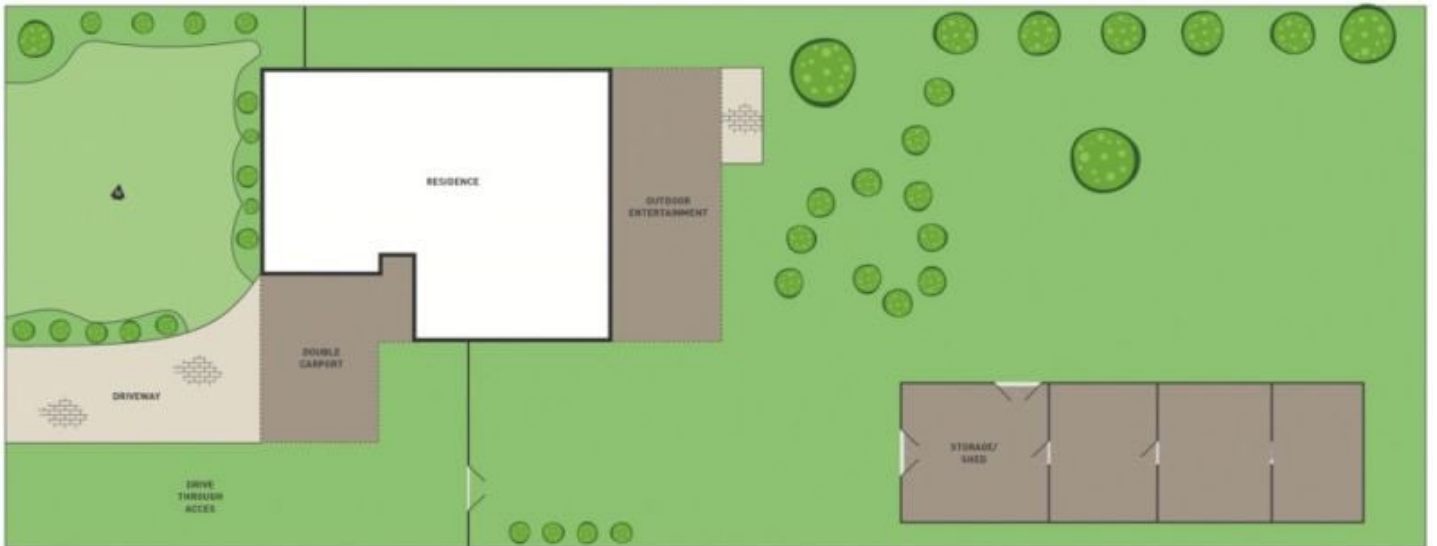 RESIDENCE
OUTDOOR
ENTERTAINMENT
DOUBLE
CARPORT
DRIVEWAY
STORAGE/
SHED
DRIVE
THROUGH
ACCES